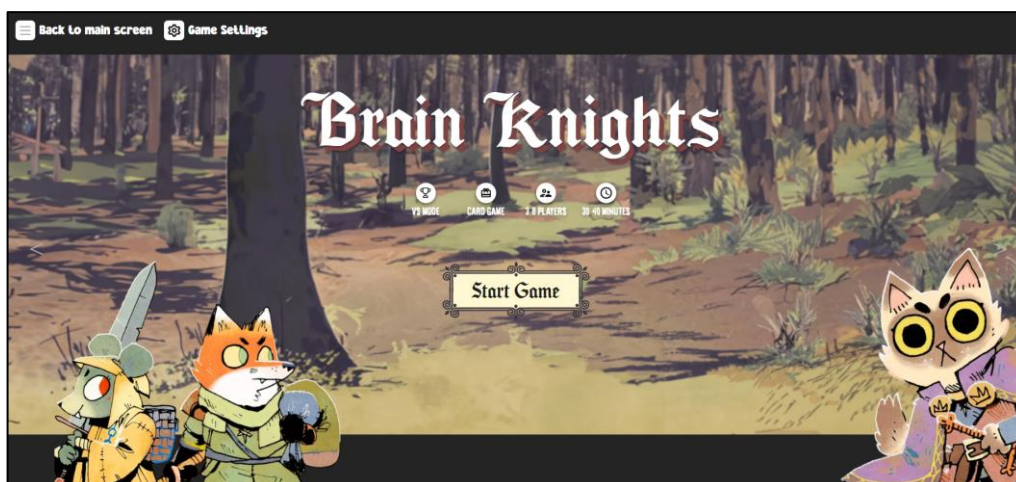 Back to main screen Game Settings
Brain Knights
VS MODE CARD GAME 3-8 PLAYERS 30-40 MINUTES
Start Game